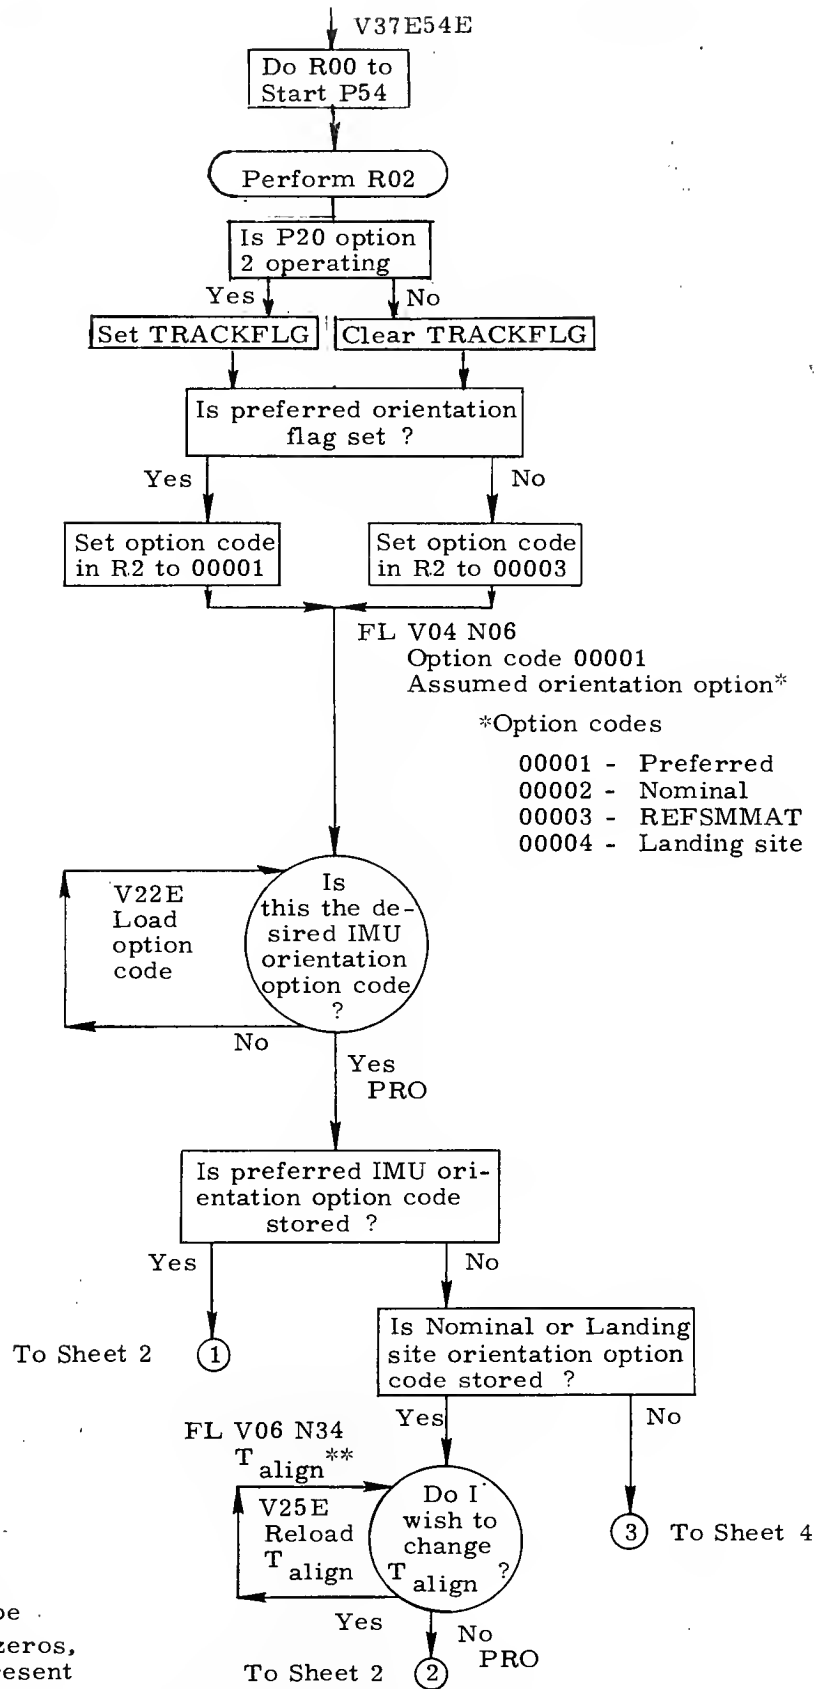 V37E54E
Do R00 to
Start P54
Perform R02
Is P20 option
2 operating
Yes
No
Set TRACKFLG
Clear TRACKFLG
Is preferred orientation
flag set ?
Yes
No
Set option code
in R2 to 00001
Set option code
in R2 to 00003
FL V04 N06
Option code 00001
Assumed orientation option*
*Option codes
00001 - Preferred
00002 - Nominal
00003 - REFSMMAT
00004 - Landing site
V22E
Load
option
code
Is
this the de-
sired IMU
orientation
option code
?
No
Yes
PRO
Is preferred IMU ori-
entation option code
stored ?
Yes
No
To Sheet 2
1
Is Nominal or Landing
site orientation option
code stored ?
Yes
No
FL V06 N34
T align**
V25E
Reload
T align
Do I
wish to
change
T align ?
3
To Sheet 4
Yes
No
PRO
To Sheet 2
2
zeros,